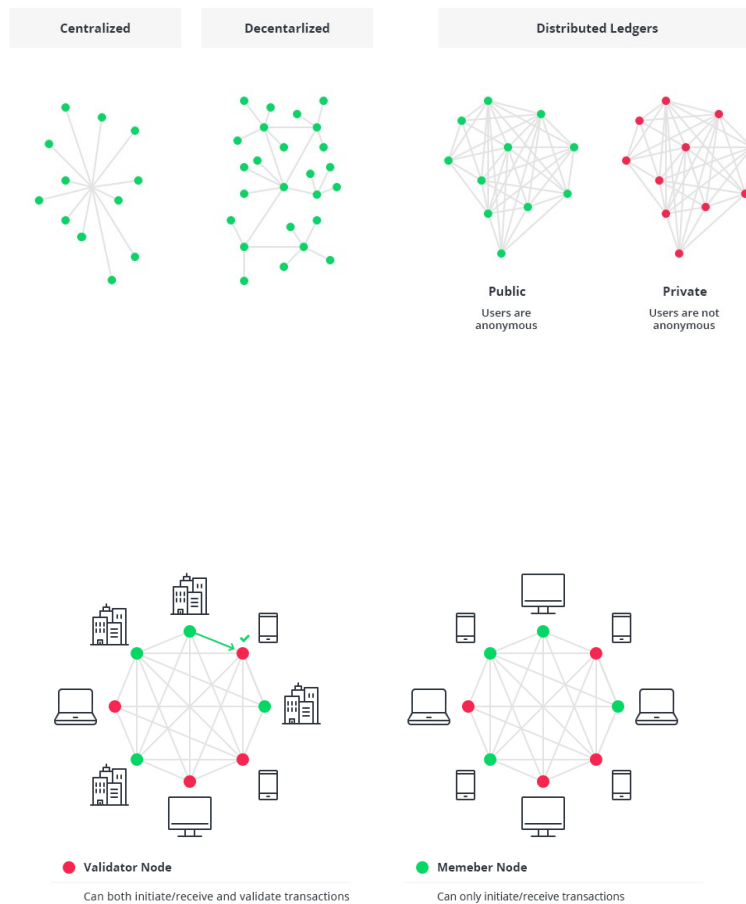 Centralized
Decentarlized
Distributed Ledgers
Public
Private
Users are
anonymous
Users are not
anonymous
Validator Node
Memeber Node
Can both initiate/receive and validate transactions
Can only initiate/receive transactions